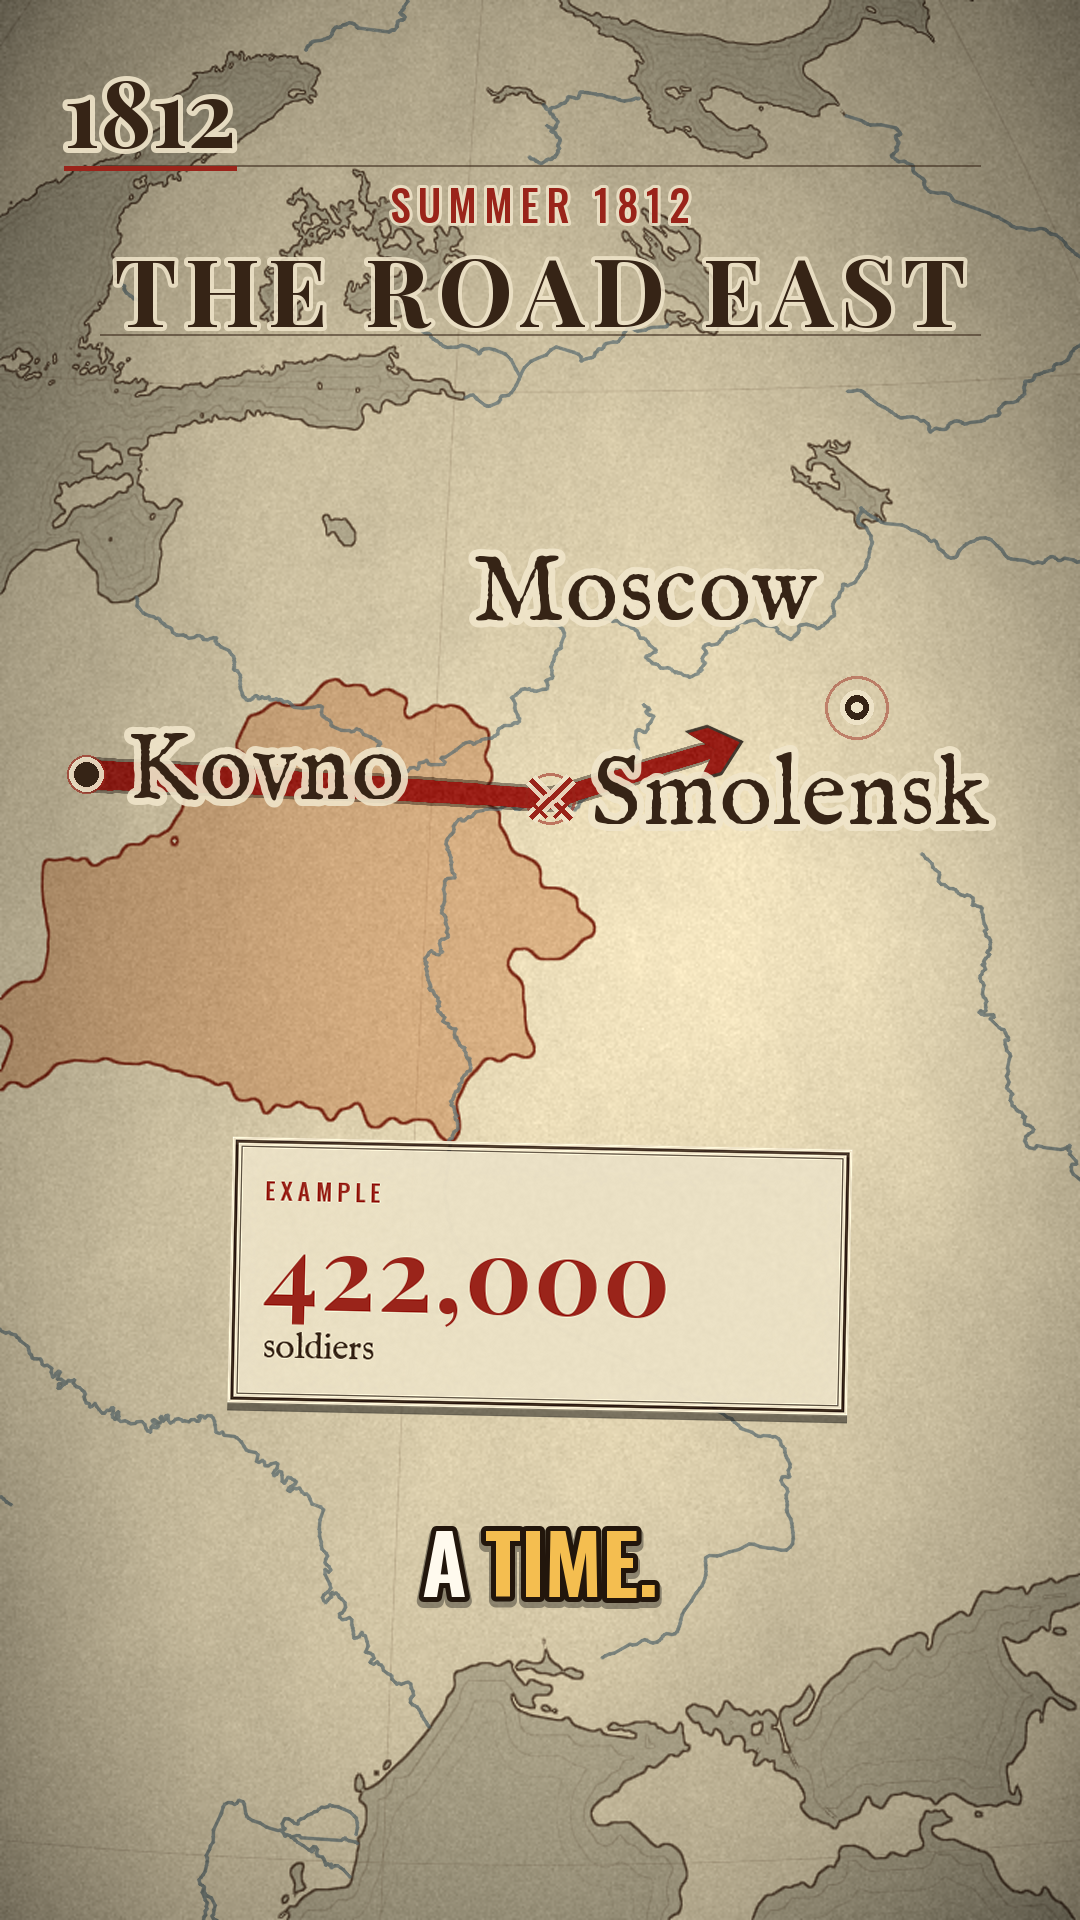 1812
SUMMER 1812
THE ROAD EAST
Moscow
Kovno
Smolensk
EXAMPLE
422,000
soldiers
A TIME.